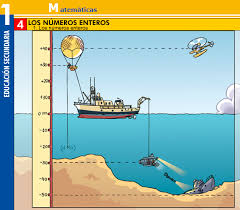 1
Matemáticas
4 LOS NÚMEROS ENTEROS
1. Los números enteros
EDUCACIÓN SECUNDARIA
+40
+30
+20
+10
0
-10
-20
-30
-40
-50